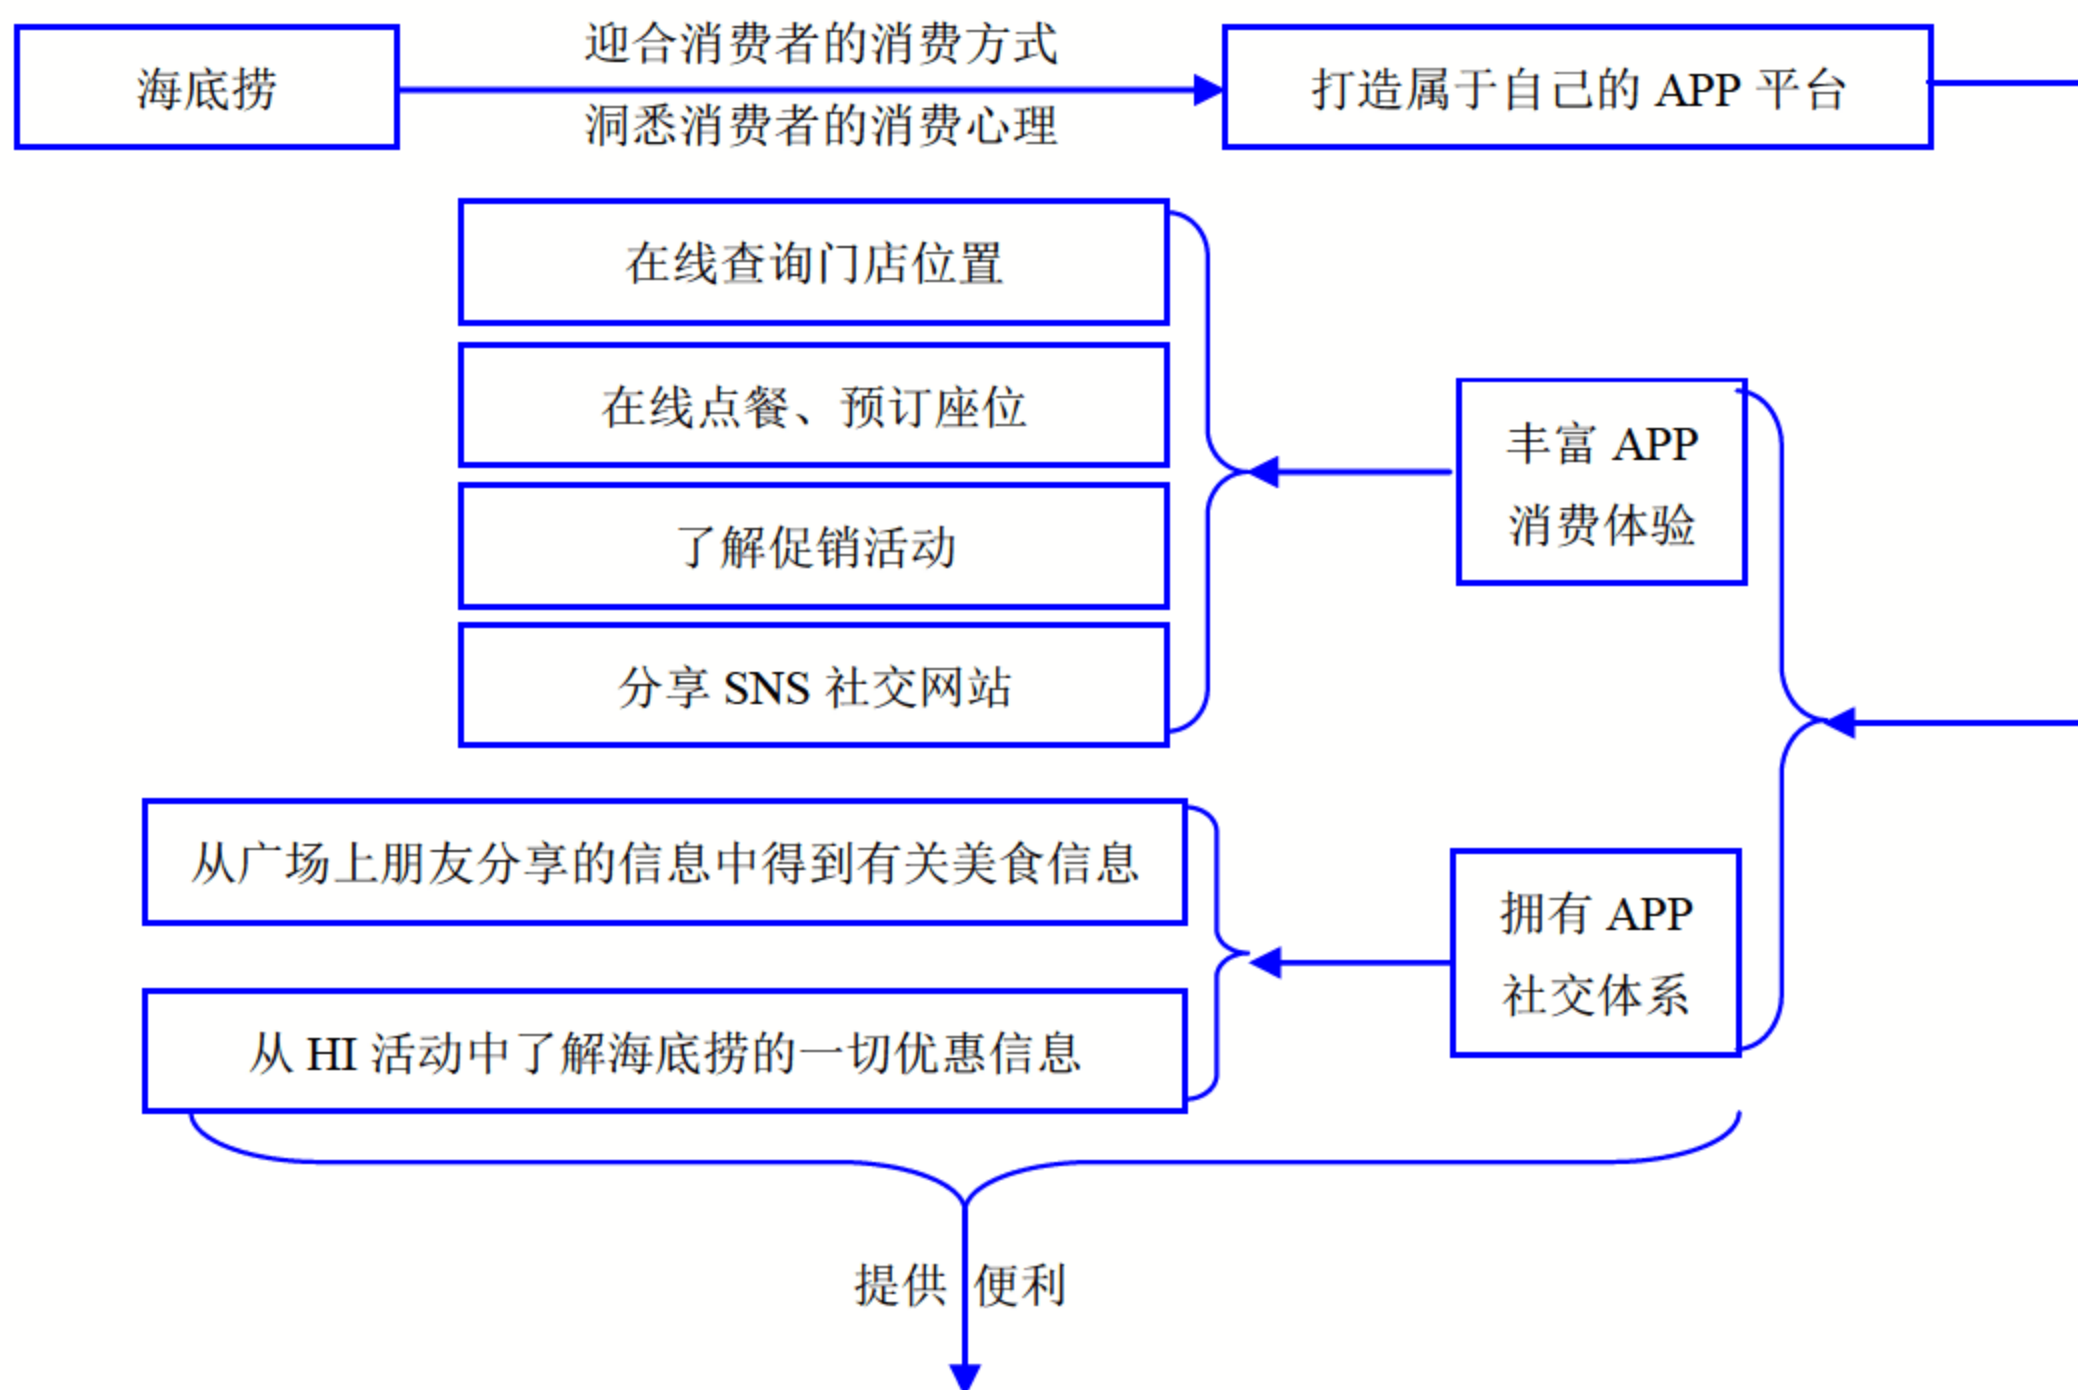 迎合消费者的消费方式
海底捞
打造属于自己的 APP 平台
洞悉消费者的消费心理
在线查询门店位置
在线点餐、预订座位
了解促销活动
分享 SNS 社交网站
丰富 APP
消费体验
从广场上朋友分享的信息中得到有关美食信息
从 HI 活动中了解海底捞的一切优惠信息
拥有 APP
社交体系
提供 便利